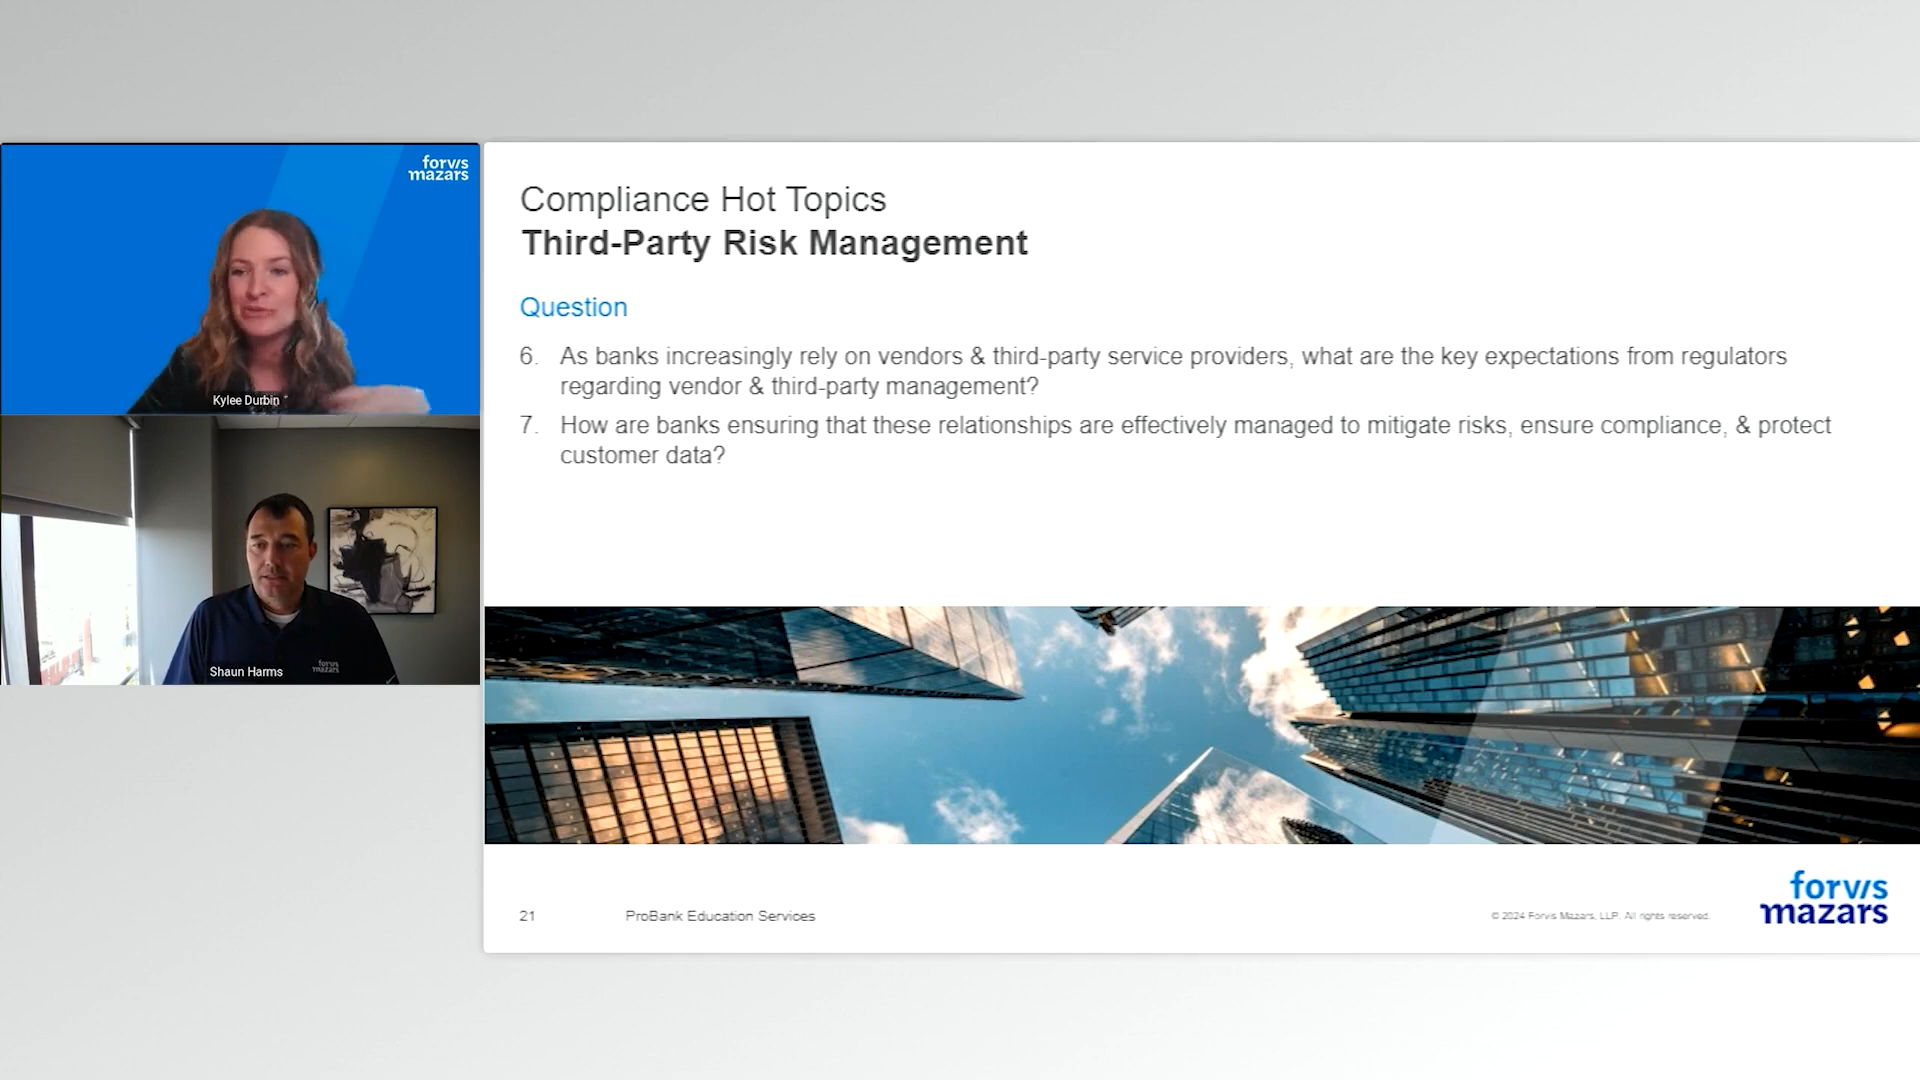 forvis
mazars
Kylee Durbin
Shaun Harms
forvis
mazars
Compliance Hot Topics
Third-Party Risk Management
Question
6. As banks increasingly rely on vendors & third-party service providers, what are the key expectations from regulators
regarding vendor & third-party management?
7. How are banks ensuring that these relationships are effectively managed to mitigate risks, ensure compliance, & protect
customer data?
21
ProBank Education Services
© 2024 Forvis Mazars, LLP. All rights reserved.
forvis
mazars